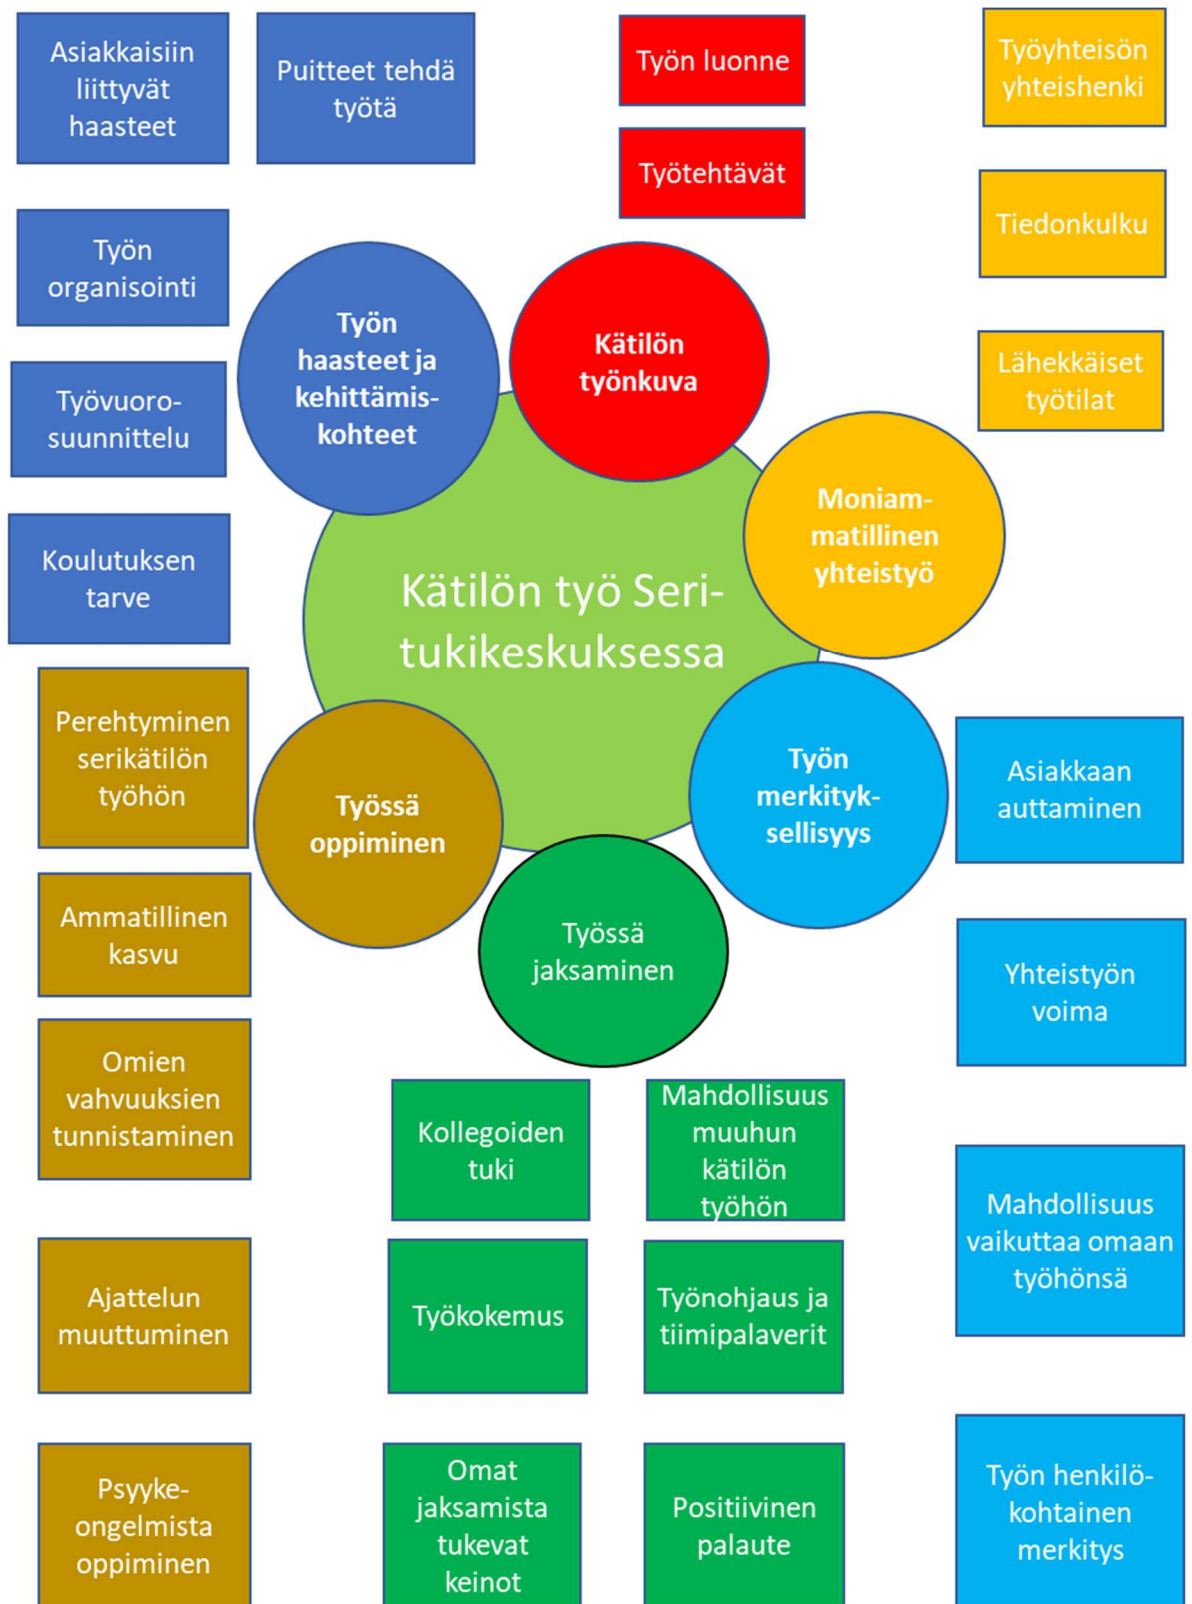 Asiakkaisiin
liittyvät
haasteet
Puitteet tehdä
työtä
Työn luonne
Työtehtävät
Työyhteisön
yhteishenki
Tiedonkulku
Lähekkäiset
työtilat
Työn
organisointi
Työvuoro-
suunnittelu
Koulutuksen
tarve
Työn
haasteet ja
kehittämis-
kohteet
Kätilön
työnkuva
Moniam-
matillinen
yhteistyö
Kätilön työ Seri-
tukikeskuksessa
Työn
merkityk-
sellisyys
Työssä
oppiminen
Työssä
jaksaminen
Perehtyminen
serikätilön
työhön
Ammatillinen
kasvu
Omien
vahvuuksien
tunnistaminen
Ajattelun
muuttuminen
Psyyke-
ongelmista
oppiminen
Kollegoiden
tuki
Mahdollisuus
muuhun
kätilön
työhön
Työkokemus
Työnohjaus ja
tiimipalaverit
Omat
jaksamista
tukevat
keinot
Positiivinen
palaute
Asiakkaan
auttaminen
Yhteistyön
voima
Mahdollisuus
vaikuttaa omaan
työhönsä
Työn henkilö-
kohtainen
merkitys